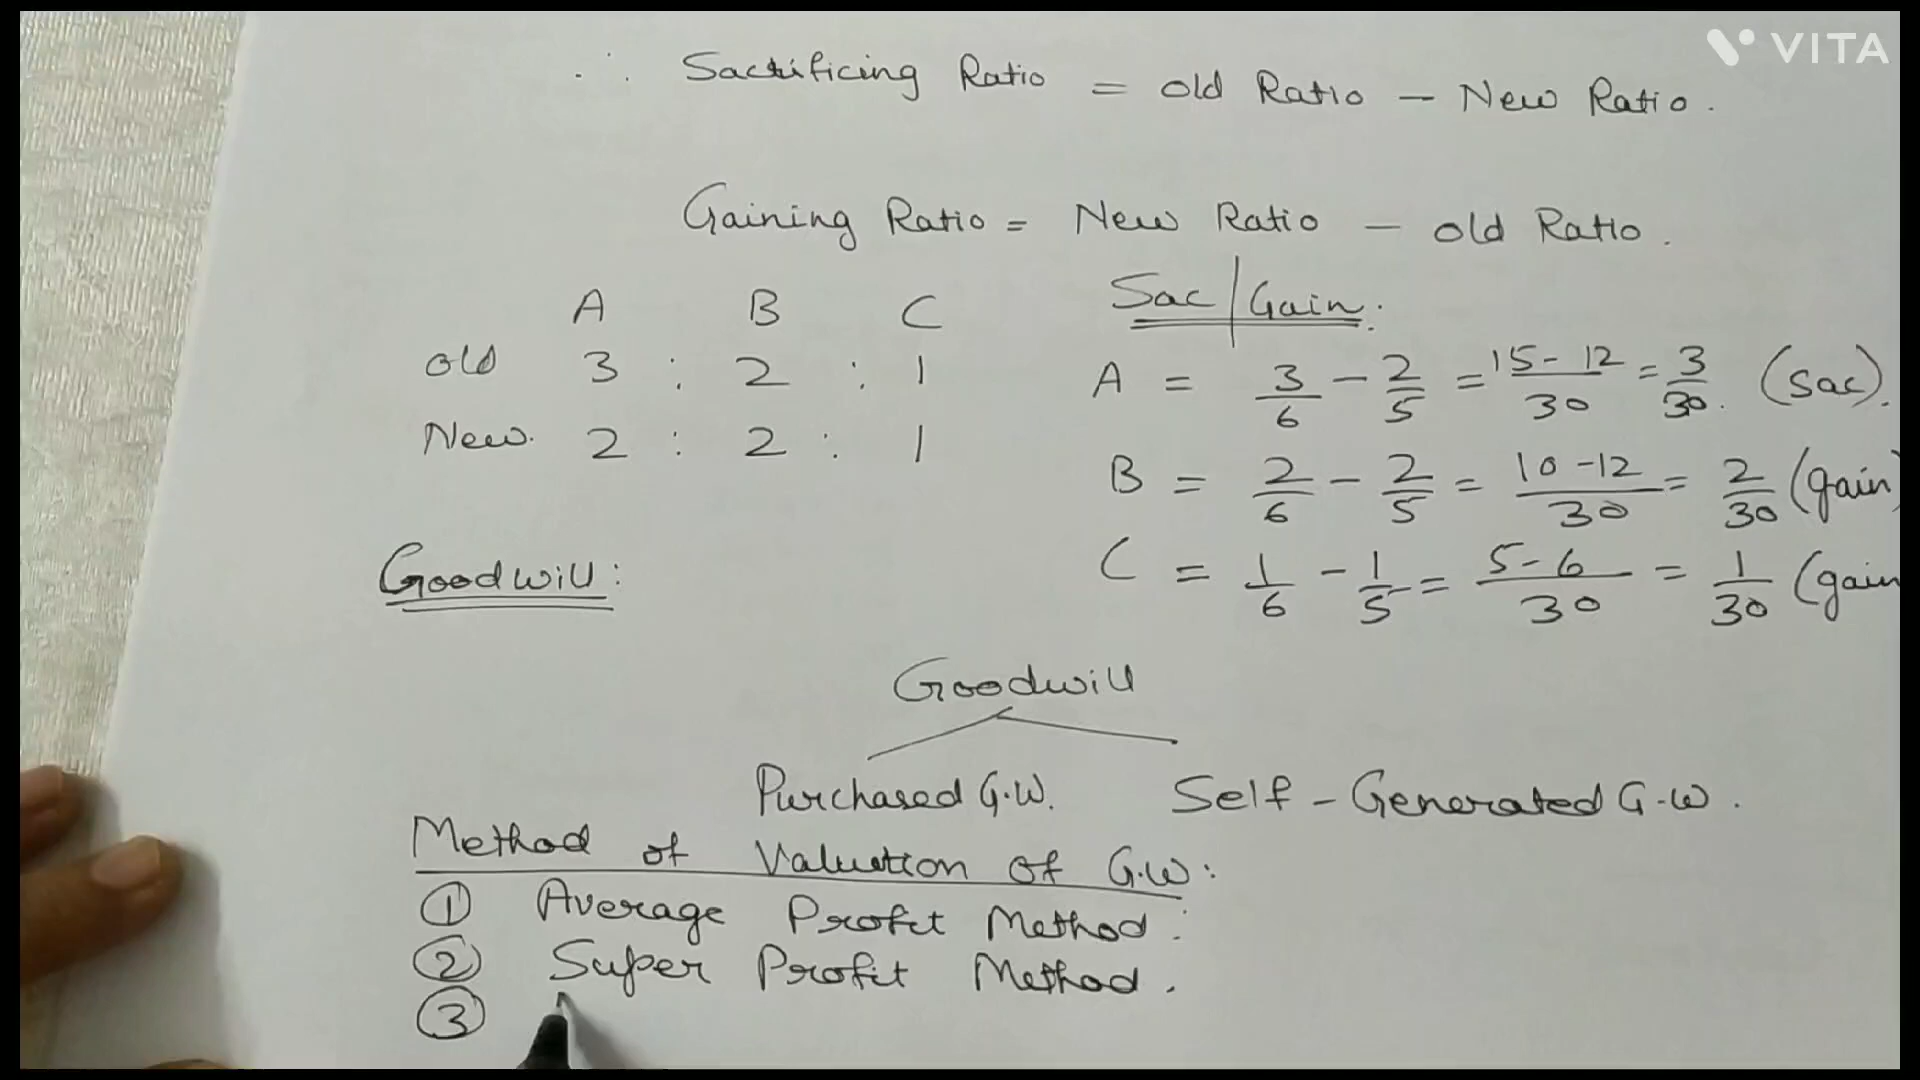 VITA
∴ Sacrificing Ratio = old Ratio – New Ratio.
Gaining Ratio = New Ratio – old Ratio.
A B C
old 3 : 2 : 1
New. 2 : 2 : 1
Sac/Gain:
A = 3/6 – 2/5 = 15-12/30 = 3/30. (Sac).
B = 2/6 – 2/5 = 10-12/30 = 2/30 (gain)
C = 1/6 – 1/5 = 5-6/30 = 1/30 (gain
Goodwill:
Goodwill
Purchased G.W. Self-Generated G.W.
Method of Valuation of G.W:
① Average Profit Method:
② Super Profit Method.
③